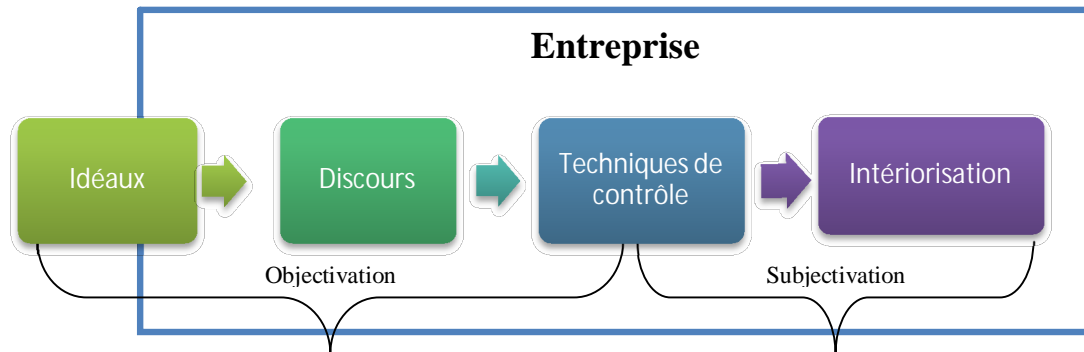 Entreprise
Idéaux
Discours
Techniques de
contrôle
Intériorisation
Objectivation
Subjectivation